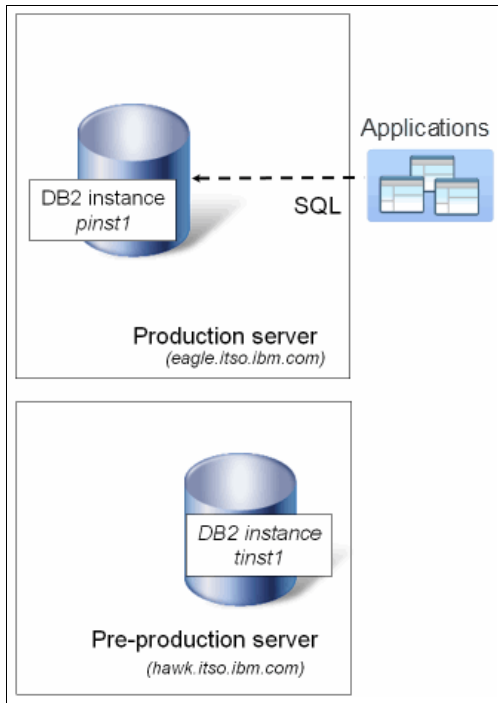 Applications
DB2 instance
pinst1
SQL
Production server
(eagle.itso.ibm.com)
DB2 instance
tinst1
Pre-production server
(hawk.itso.ibm.com)